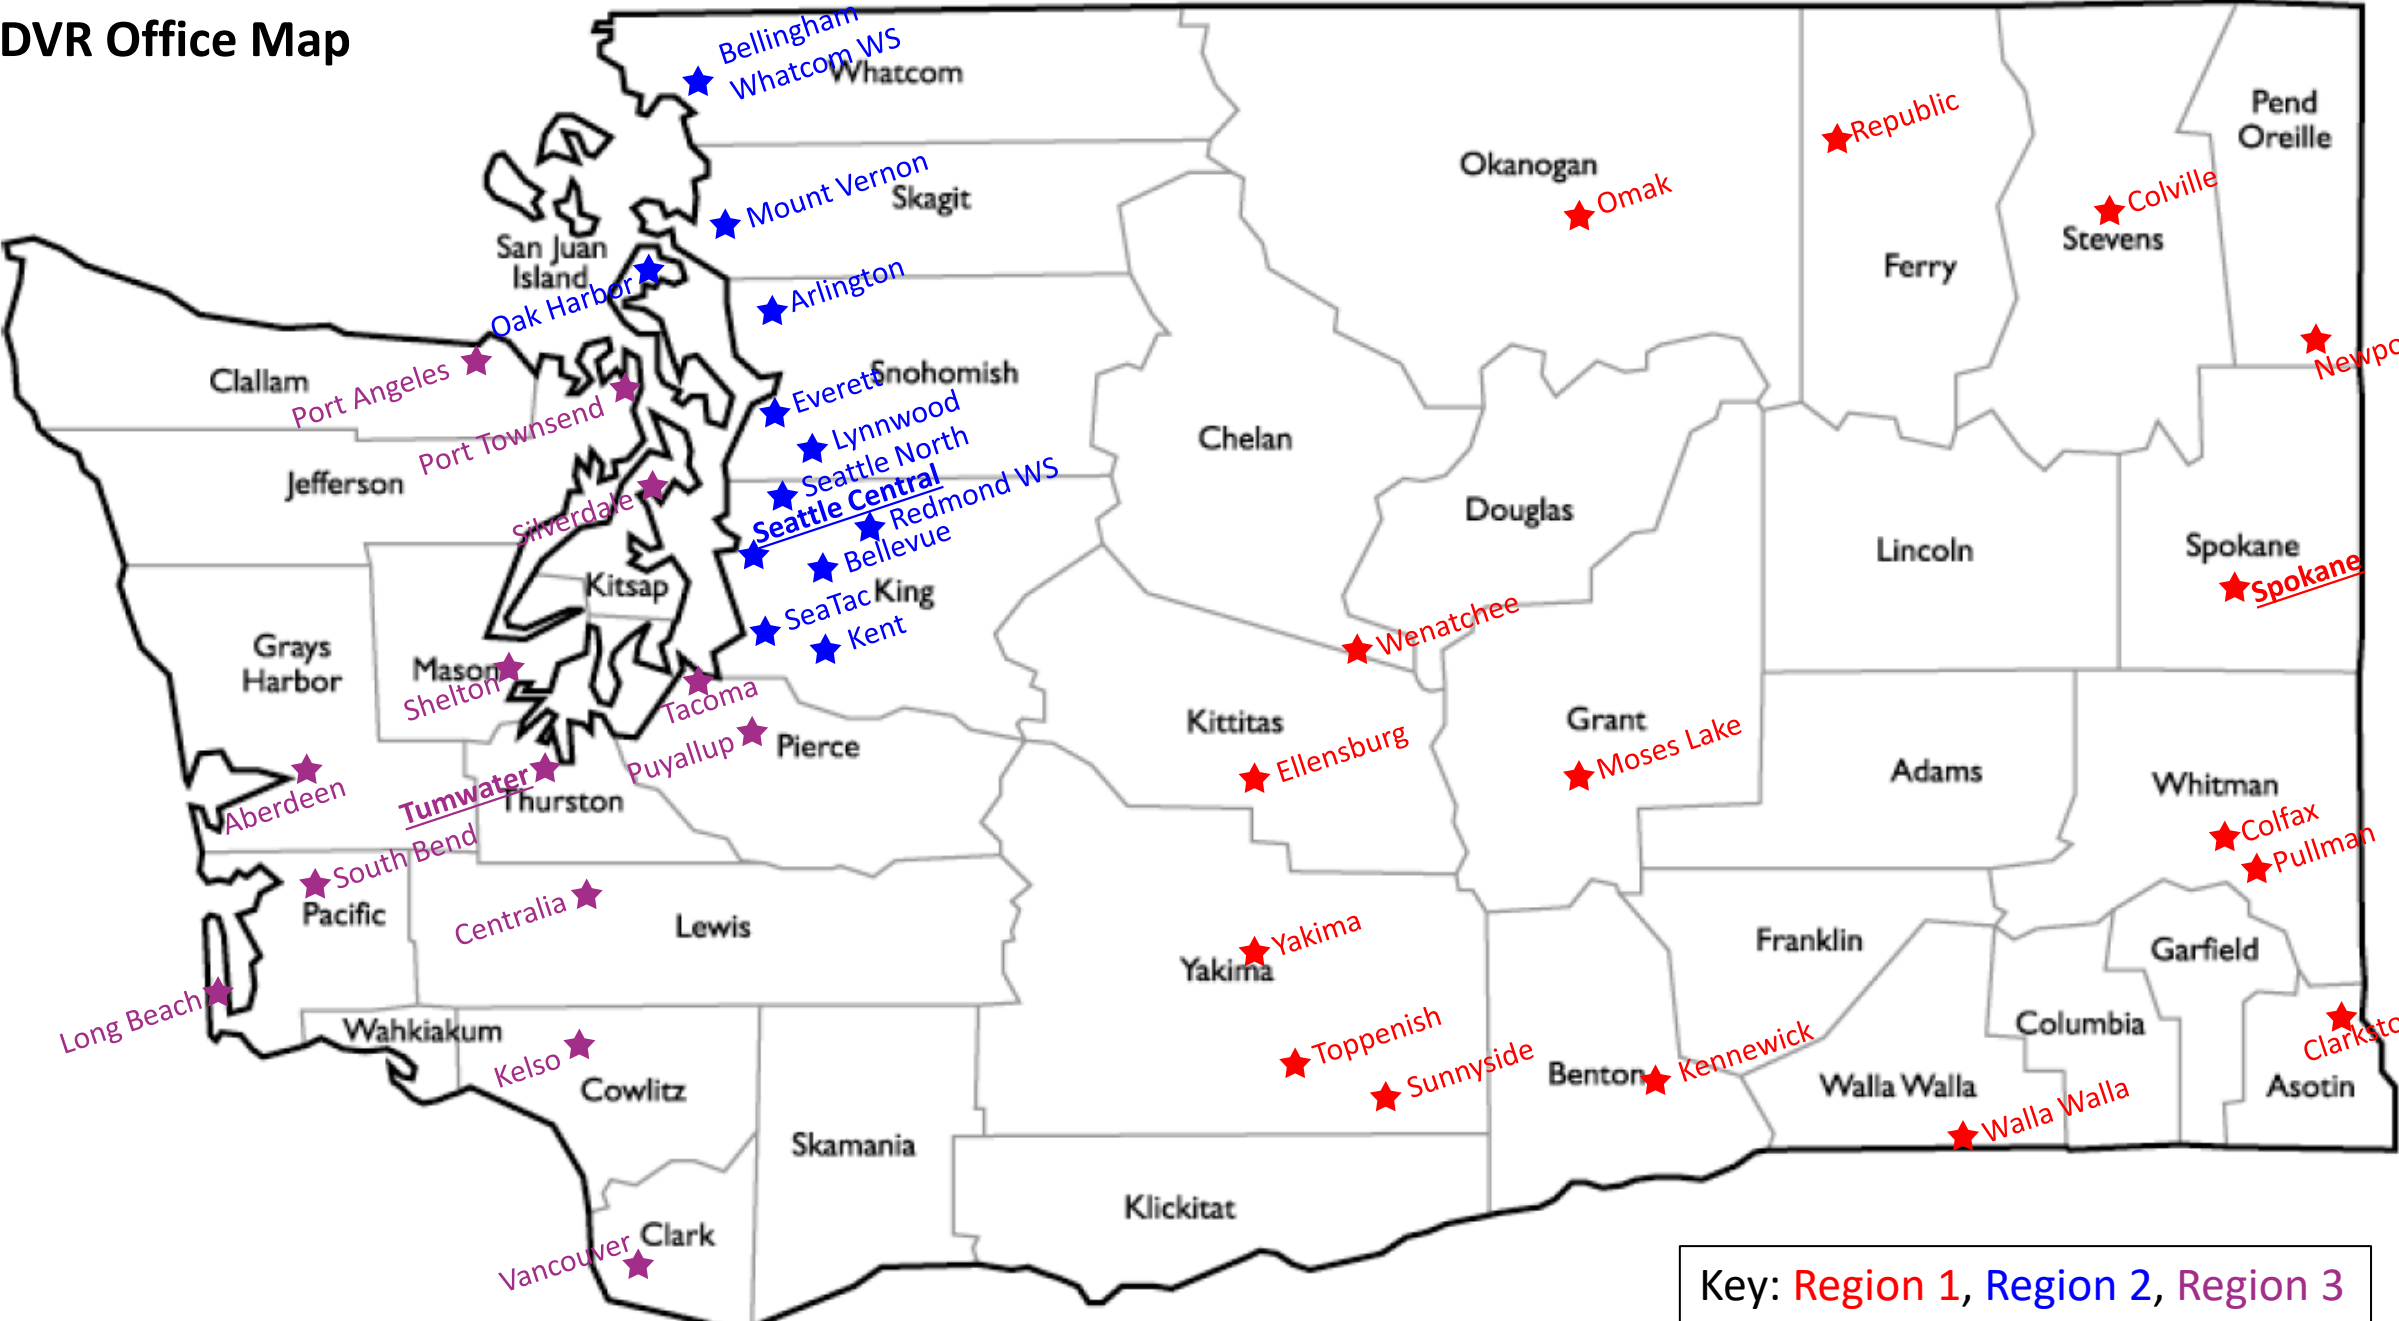 DVR Office Map
Bellingham
Whatcom WS
Whatcom
Pend
Oreille
Republic
Okanogan
Omak
Colville
Mount Vernon
Skagit
Stevens
San Juan
Island
Ferry
Oak Harbor
Arlington
Newpo
Clallam
Port Angeles
Snohomish
Everett
Port Townsend
Lynnwood
Chelan
Seattle North
Jefferson
Silverdale
Seattle Central
Redmond WS
Douglas
Bellevue
Lincoln
Spokane
Spokane
Kitsap
King
SeaTac
Kent
Wenatchee
Grays
Harbor
Mason
Shelton
Tacoma
Kittitas
Grant
Puyallup
Pierce
Ellensburg
Moses Lake
Adams
Whitman
Aberdeen
Tumwater
Thurston
Colfax
Pullman
South Bend
Pacific
Centralia
Lewis
Yakima
Yakima
Franklin
Garfield
Long Beach
Wahkiakum
Toppenish
Columbia
Clarksto
Kelso
Cowlitz
Sunnyside
Benton
Kennewick
Walla Walla
Asotin
Walla Walla
Skamania
Klickitat
Clark
Vancouver
Key: Region 1, Region 2, Region 3